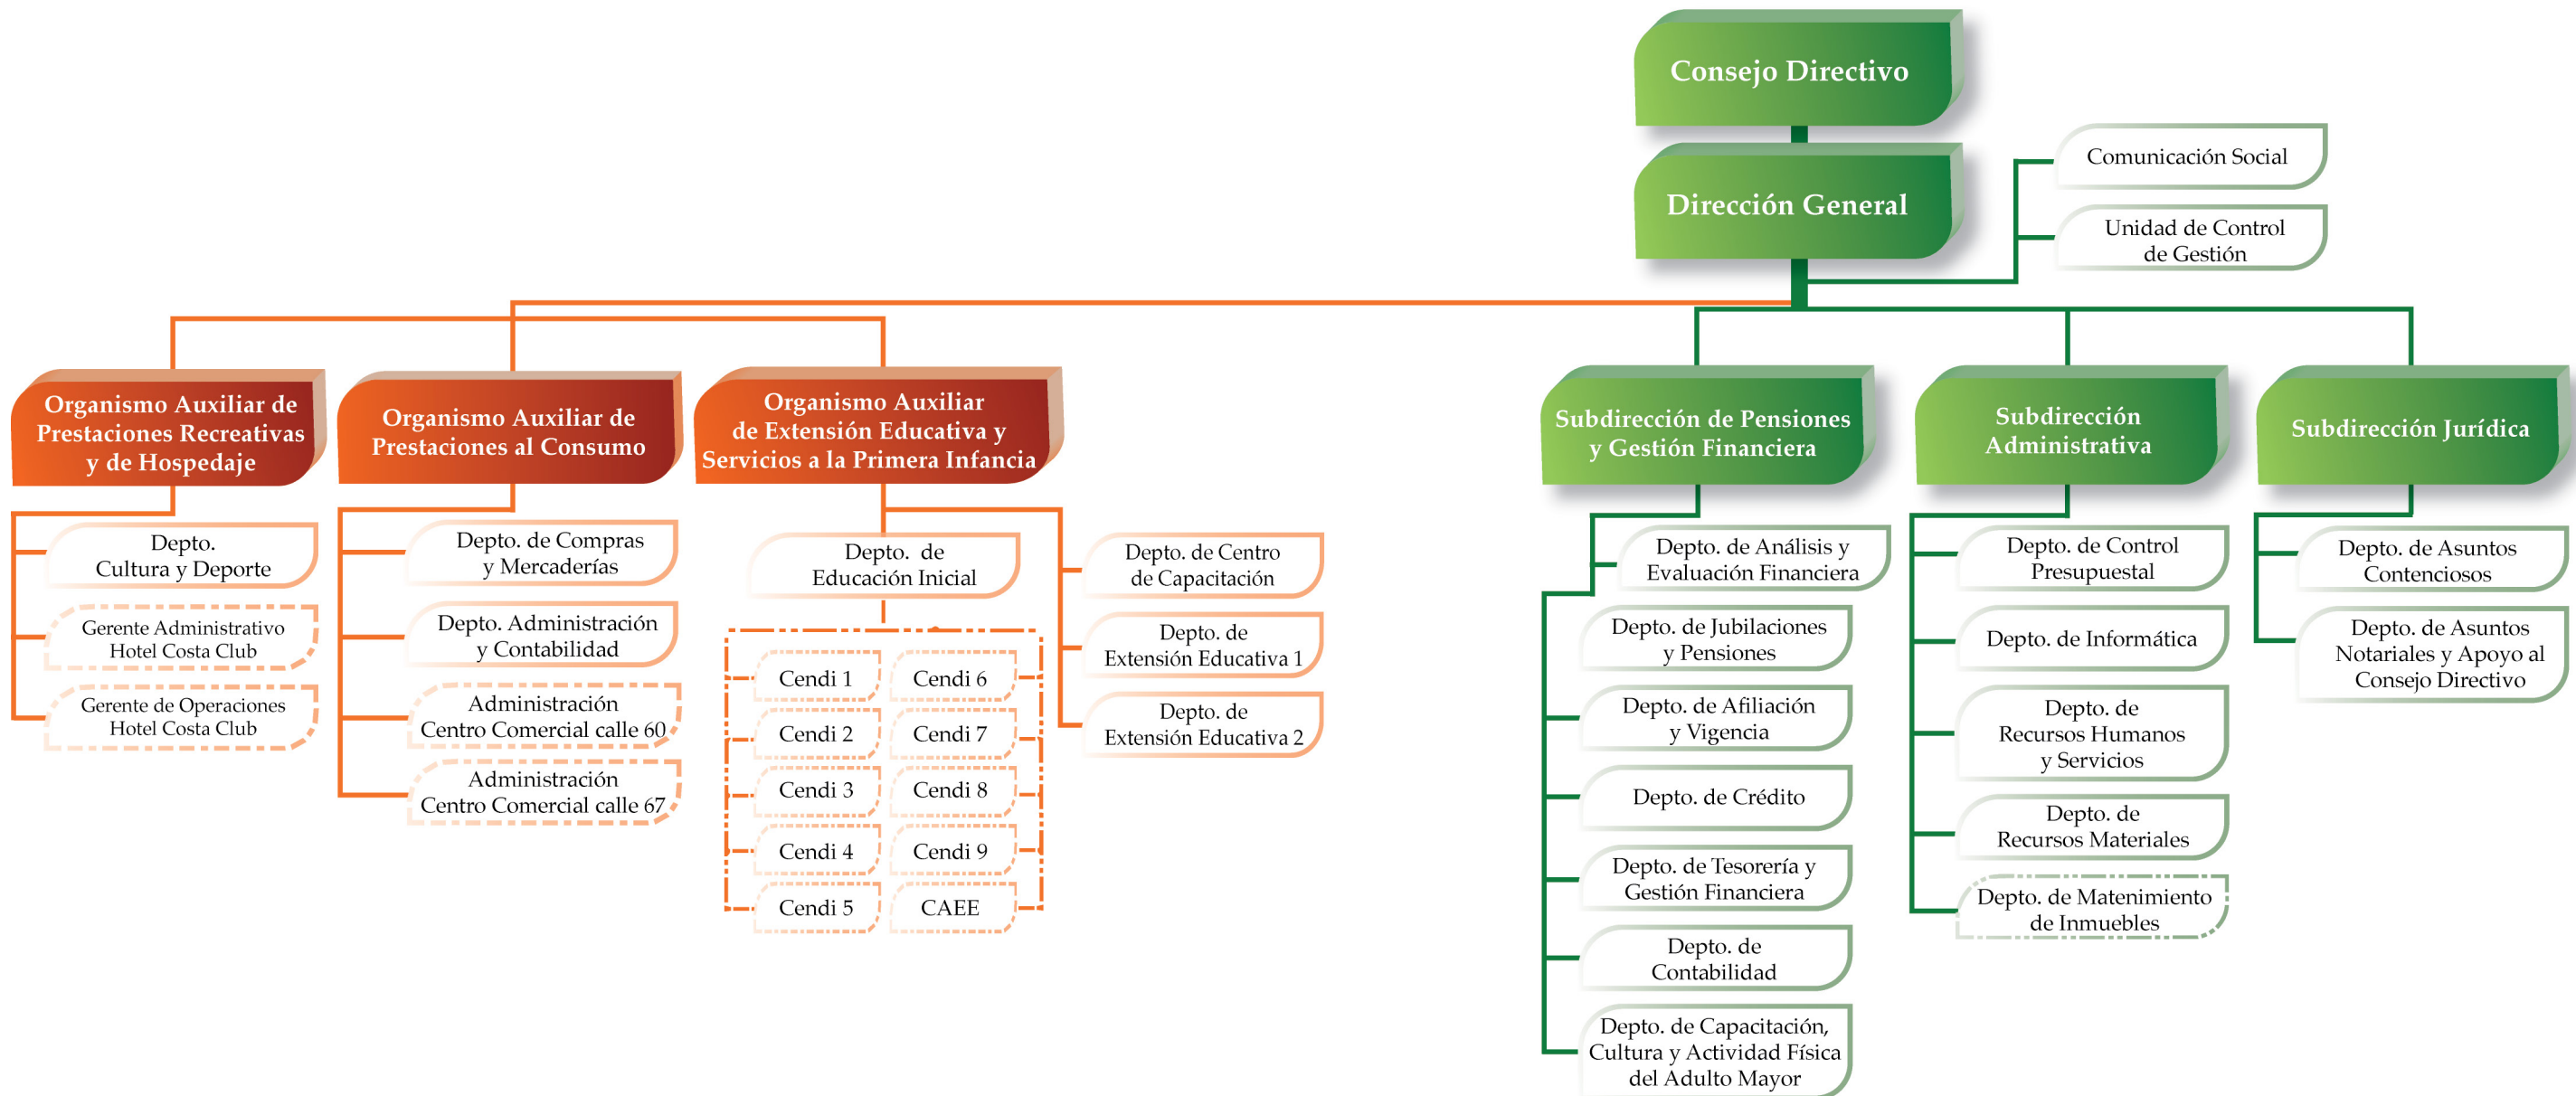 Consejo Directivo
Dirección General
Comunicación Social
Unidad de Control
de Gestión
Organismo Auxiliar de
Prestaciones Recreativas
y de Hospedaje
Depto.
Cultura y Deporte
Gerente Administrativo
Hotel Costa Club
Gerente de Operaciones
Hotel Costa Club
Organismo Auxiliar de
Prestaciones al Consumo
Depto. de Compras
y Mercaderías
Depto. Administración
y Contabilidad
Administración
Centro Comercial calle 60
Administración
Centro Comercial calle 67
Organismo Auxiliar
de Extensión Educativa y
Servicios a la Primera Infancia
Depto. de
Educación Inicial
Cendi 1
Cendi 2
Cendi 3
Cendi 4
Cendi 5
Cendi 6
Cendi 7
Cendi 8
Cendi 9
CAEE
Depto. de Centro
de Capacitación
Depto. de
Extensión Educativa 1
Depto. de
Extensión Educativa 2
Subdirección de Pensiones
y Gestión Financiera
Depto. de Análisis y
Evaluación Financiera
Depto. de Jubilaciones
y Pensiones
Depto. de Afiliación
y Vigencia
Depto. de Crédito
Depto. de Tesorería y
Gestión Financiera
Depto. de
Contabilidad
Depto. de Capacitación,
Cultura y Actividad Física
del Adulto Mayor
Subdirección
Administrativa
Depto. de Control
Presupuestal
Depto. de Informática
Depto. de
Recursos Humanos
y Servicios
Depto. de
Recursos Materiales
Depto. de Matenimiento
de Inmuebles
Subdirección Jurídica
Depto. de Asuntos
Contenciosos
Depto. de Asuntos
Notariales y Apoyo al
Consejo Directivo